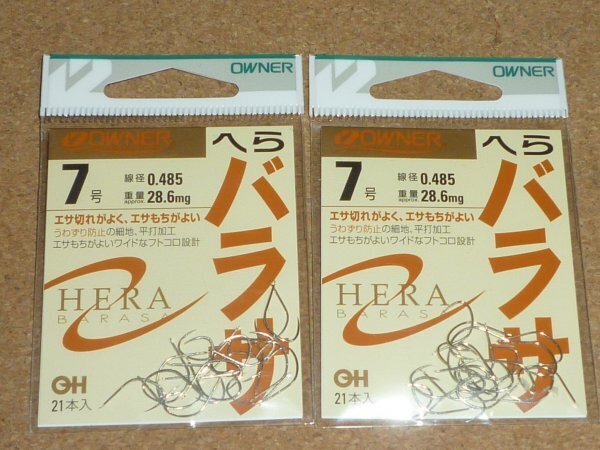 OWNER
OWNER
へらバラサ
7号
線径 0.485
重量 approx. 28.6mg
エサ切れがよく、エサもちがよい
うわずり防止の細地、平打加工
エサもちがよいワイドなフトコロ設計
HERA
BARASA
OH
21本入
OWNER
OWNER
へらバラサ
7号
線径 0.485
重量 approx. 28.6mg
エサ切れがよく、エサもちがよい
うわずり防止の細地、平打加工
エサもちがよいワイドなフトコロ設計
HERA
BARASA
OH
21本入